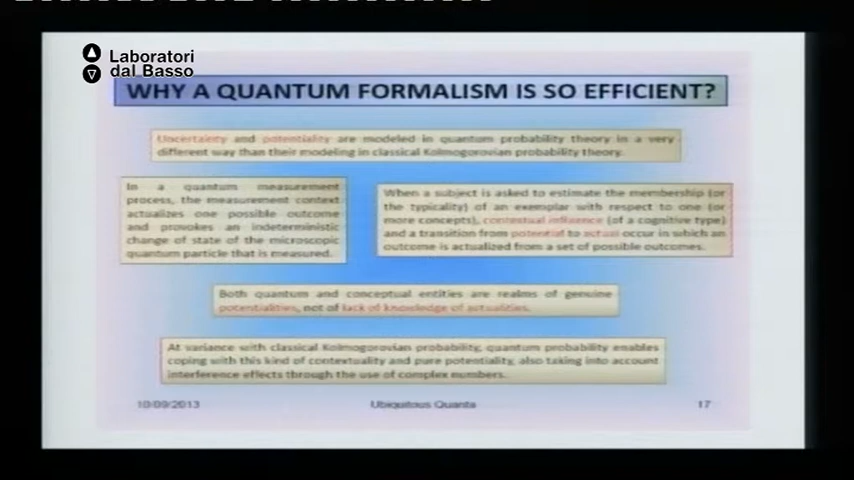 Laboratori
dal Basso
WHY A QUANTUM FORMALISM IS SO EFFICIENT?
Uncertainty and potentiality are modeled in quantum probability theory in a very
different way than their modeling in classical Kolmogorovian probability theory.
In a quantum measurement
process, the measurement context
actualizes one possible outcome
and provokes an indeterministic
change of state of the microscopic
quantum particle that is measured.
When a subject is asked to estimate the membership (or
the typicality) of an exemplar with respect to one (or
more concepts), contextual influence (of a cognitive type)
and a transition from potential to actual occur in which an
outcome is actualized from a set of possible outcomes.
Both quantum and conceptual entities are realms of genuine
potentialities, not of lack of knowledge of actualities.
At variance with classical Kolmogorovian probability, quantum probability enables
coping with this kind of contextuality and pure potentiality, also taking into account
interference effects through the use of complex numbers.
10/09/2013 Ubiquitous Quanta 17